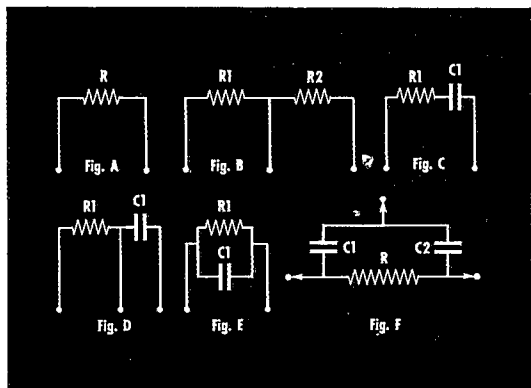 R
R1
R2
R1
C1
Fig. A
Fig. B
Fig. C
R1
C1
R1
C1
C1
R
C2
Fig. D
Fig. E
Fig. F